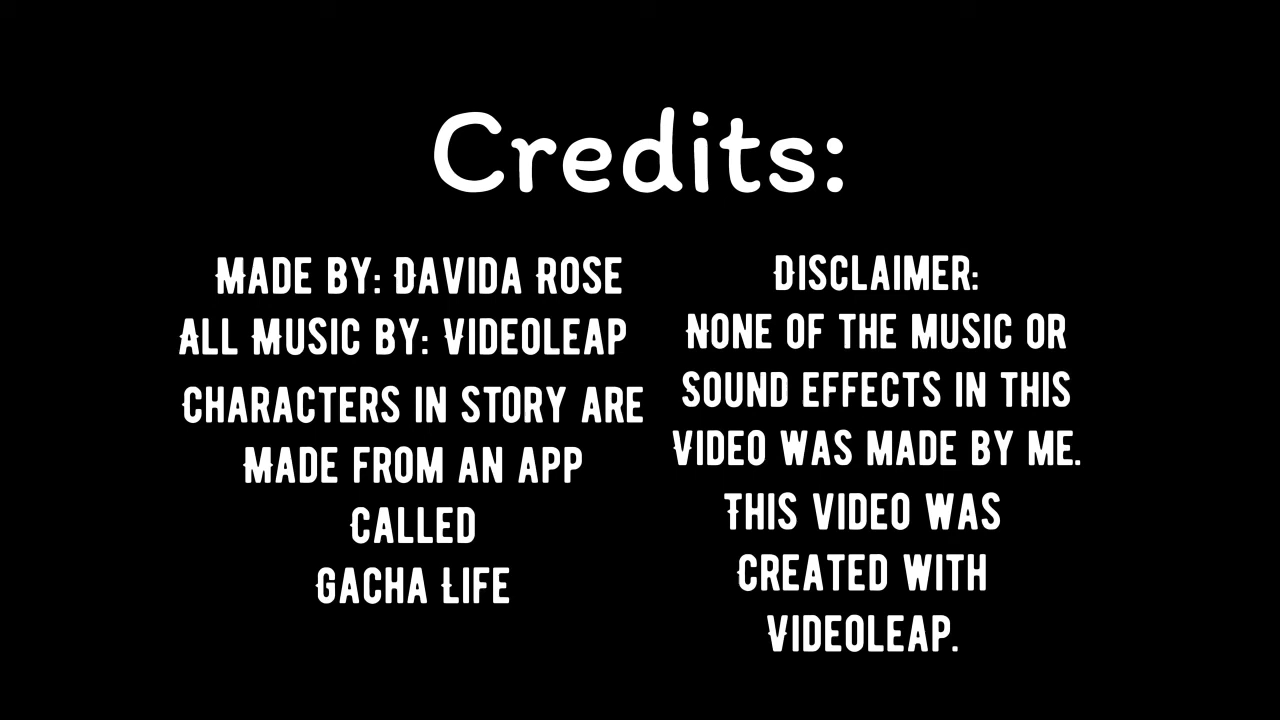 Credits:
Made by: Davida Rose
All Music by: Videoleap
Characters in story are
Made from an app
Called
Gacha Life
Disclaimer:
None of the music or
Sound effects in this
Video was made by me.
This video was
Created with
Videoleap.